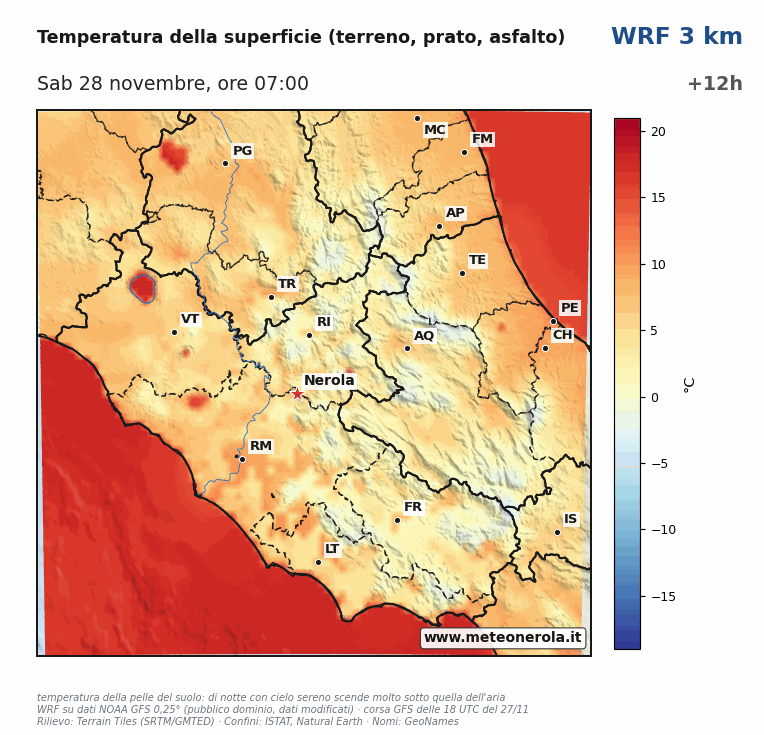 Temperatura della superficie (terreno, prato, asfalto)
WRF 3 km
Sab 28 novembre, ore 07:00
+12h
MC
FM
PG
AP
TE
TR
PE
VT
RI
CH
AQ
Nerola
RM
FR
IS
LT
www.meteonerola.it
20
15
10
5
0
−5
−10
−15
°C
temperatura della pelle del suolo: di notte con cielo sereno scende molto sotto quella dell'aria
WRF su dati NOAA GFS 0,25° (pubblico dominio, dati modificati) · corsa GFS delle 18 UTC del 27/11
Rilievo: Terrain Tiles (SRTM/GMTED) · Confini: ISTAT, Natural Earth · Nomi: GeoNames